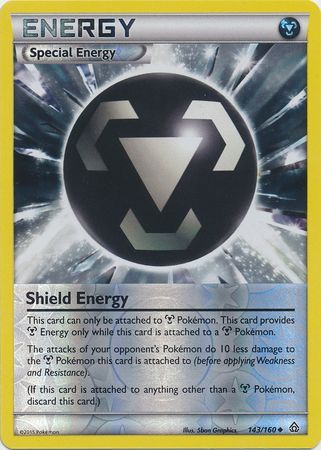 ENERGY
Special Energy
Shield Energy
This card can only be attached to Pokémon. This card provides
Energy only while this card is attached to a Pokémon.
The attacks of your opponent's Pokémon do 10 less damage to
the Pokémon this card is attached to (before applying Weakness
and Resistance).
(If this card is attached to anything other than a Pokémon,
discard this card.)
©2015 Pokémon
Illus. 5ban Graphics
143/160